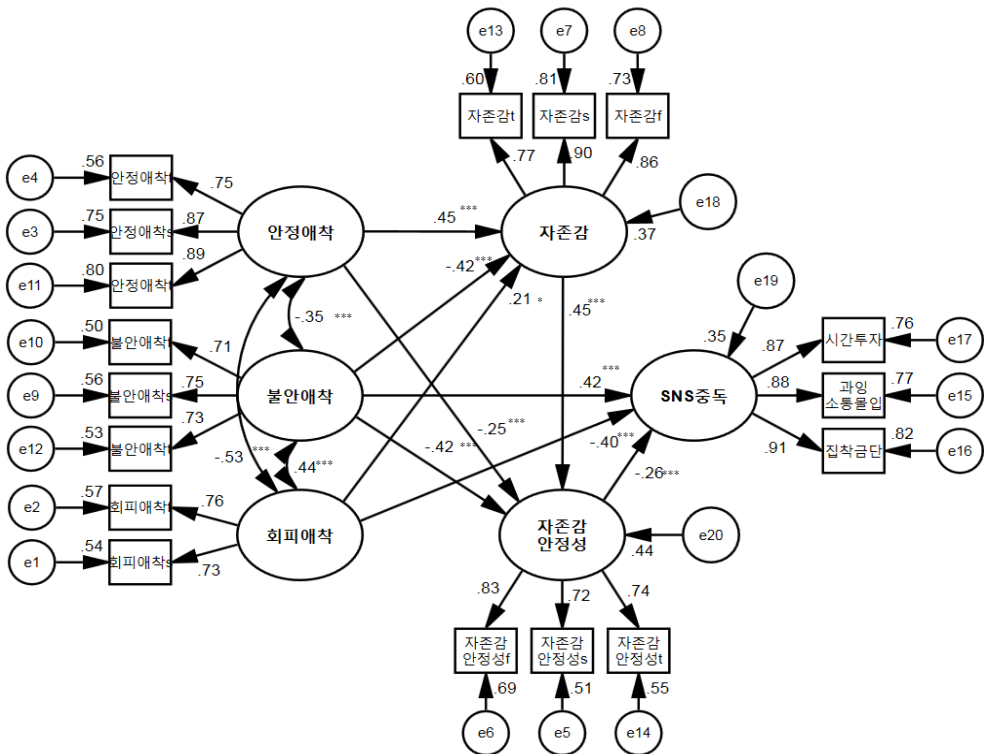 e13
e7
e8
.60
.81
.73
자존감t
자존감s
자존감f
.77
.90
.86
e4
.56
안정애착f
.75
e3
.75
안정애착s
.87
e11
.80
안정애착t
.89
안정애착
.45 ***
자존감
e18
.37
-.42***
.21 *
-.35 ***
.45***
e19
.35
e10
.50
불안애착f
.71
e9
.56
불안애착s
.75
e12
.53
불안애착t
.73
불안애착
.42***
SNS중독
.87
시간투자
.76
e17
.88
과잉
소통몰입
.77
e15
.91
집착금단
.82
e16
-.53 ***
.44***
-.42 ***
-.25***
-.40***
-.26***
e2
.57
회피애착f
.76
e1
.54
회피애착s
.73
회피애착
자존감
안정성
e20
.44
.83
.72
.74
자존감
안정성f
자존감
안정성s
자존감
안정성t
.69
.51
.55
e6
e5
e14